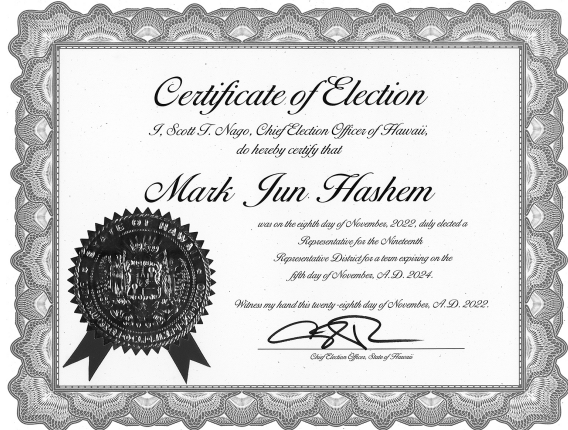 Certificate of Election
I, Scott T. Nago, Chief Election Officer of Hawaii,
do hereby certify that
Mark Jun Hashem
was on the eighth day of November, 2022, duly elected a
Representative for the Nineteenth
Representative District for a term expiring on the
fifth day of November, A.D. 2024.
Witness my hand this twenty-eighth day of November, A.D. 2022.
Chief Election Officer, State of Hawaii